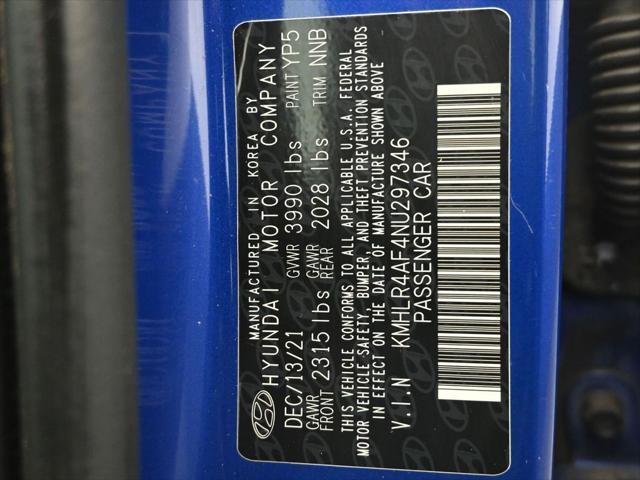 MANUFACTURED IN KOREA BY
HYUNDAI MOTOR COMPANY
DEC/13/21 GVWR 3990 lbs PAINT YP5
GAWR FRONT 2315 lbs GAWR REAR 2028 lbs TRIM NNB
THIS VEHICLE CONFORMS TO ALL APPLICABLE U.S.A. FEDERAL
MOTOR VEHICLE SAFETY, BUMPER, AND THEFT PREVENTION STANDARDS
IN EFFECT ON THE DATE OF MANUFACTURE SHOWN ABOVE
V.I.N KMHLR4AF4NU297346
PASSENGER CAR